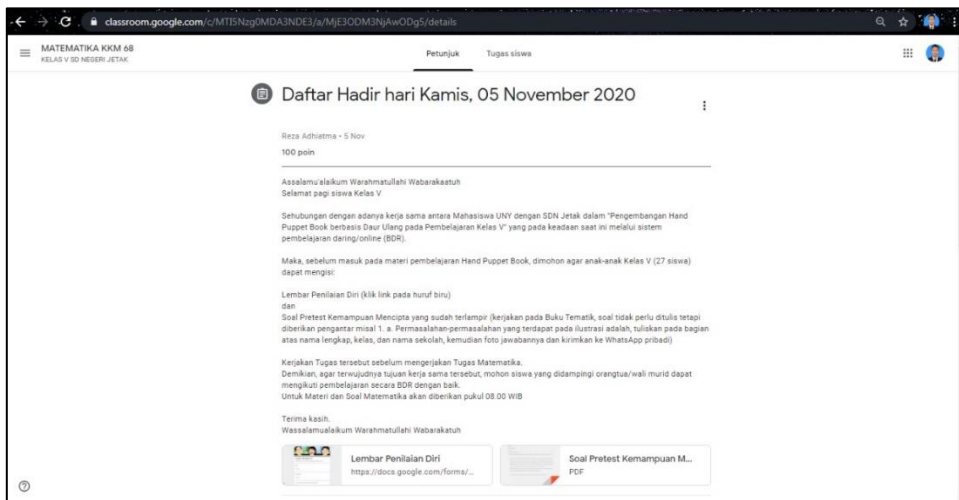 classroom.google.com/c/MTI5Nzg0MDA3NDE3/a/MjE3ODM3NjAwODg5/details
MATEMATIKA KKM 68
KELAS V SD NEGERI JETAK
Petunjuk
Tugas siswa
Daftar Hadir hari Kamis, 05 November 2020
Reza Adhiatma • 5 Nov
100 poin
Assalamu'alaikum Warahmatullahi Wabarakaatuh
Selamat pagi siswa Kelas V
Sehubungan dengan adanya kerja sama antara Mahasiswa UNY dengan SDN Jetak dalam "Pengembangan Hand
Puppet Book berbasis Daur Ulang pada Pembelajaran Kelas V" yang pada keadaan saat ini melalui sistem
pembelajaran daring/online (BDR).
Maka, sebelum masuk pada materi pembelajaran Hand Puppet Book, dimohon agar anak-anak Kelas V (27 siswa)
dapat mengisi:
Lembar Penilaian Diri (klik link pada huruf biru)
dan
Soal Pretest Kemampuan Mencipta yang sudah terlampir (kerjakan pada Buku Tematik, soal tidak perlu ditulis tetapi
diberikan pengantar misal 1. a. Permasalahan-permasalahan yang terdapat pada ilustrasi adalah, tuliskan pada bagian
atas nama lengkap, kelas, dan nama sekolah, kemudian foto jawabannya dan kirimkan ke WhatsApp pribadi)
Kerjakan Tugas tersebut sebelum mengerjakan Tugas Matematika.
Demikian, agar terwujudnya tujuan kerja sama tersebut, mohon siswa yang didampingi orangtua/wali murid dapat
mengikuti pembelajaran secara BDR dengan baik.
Untuk Materi dan Soal Matematika akan diberikan pukul 08.00 WIB
Terima kasih.
Wassalamualaikum Warahmatullahi Wabarakatuh
Lembar Penilaian Diri
https://docs.google.com/forms/...
Soal Pretest Kemampuan M...
PDF